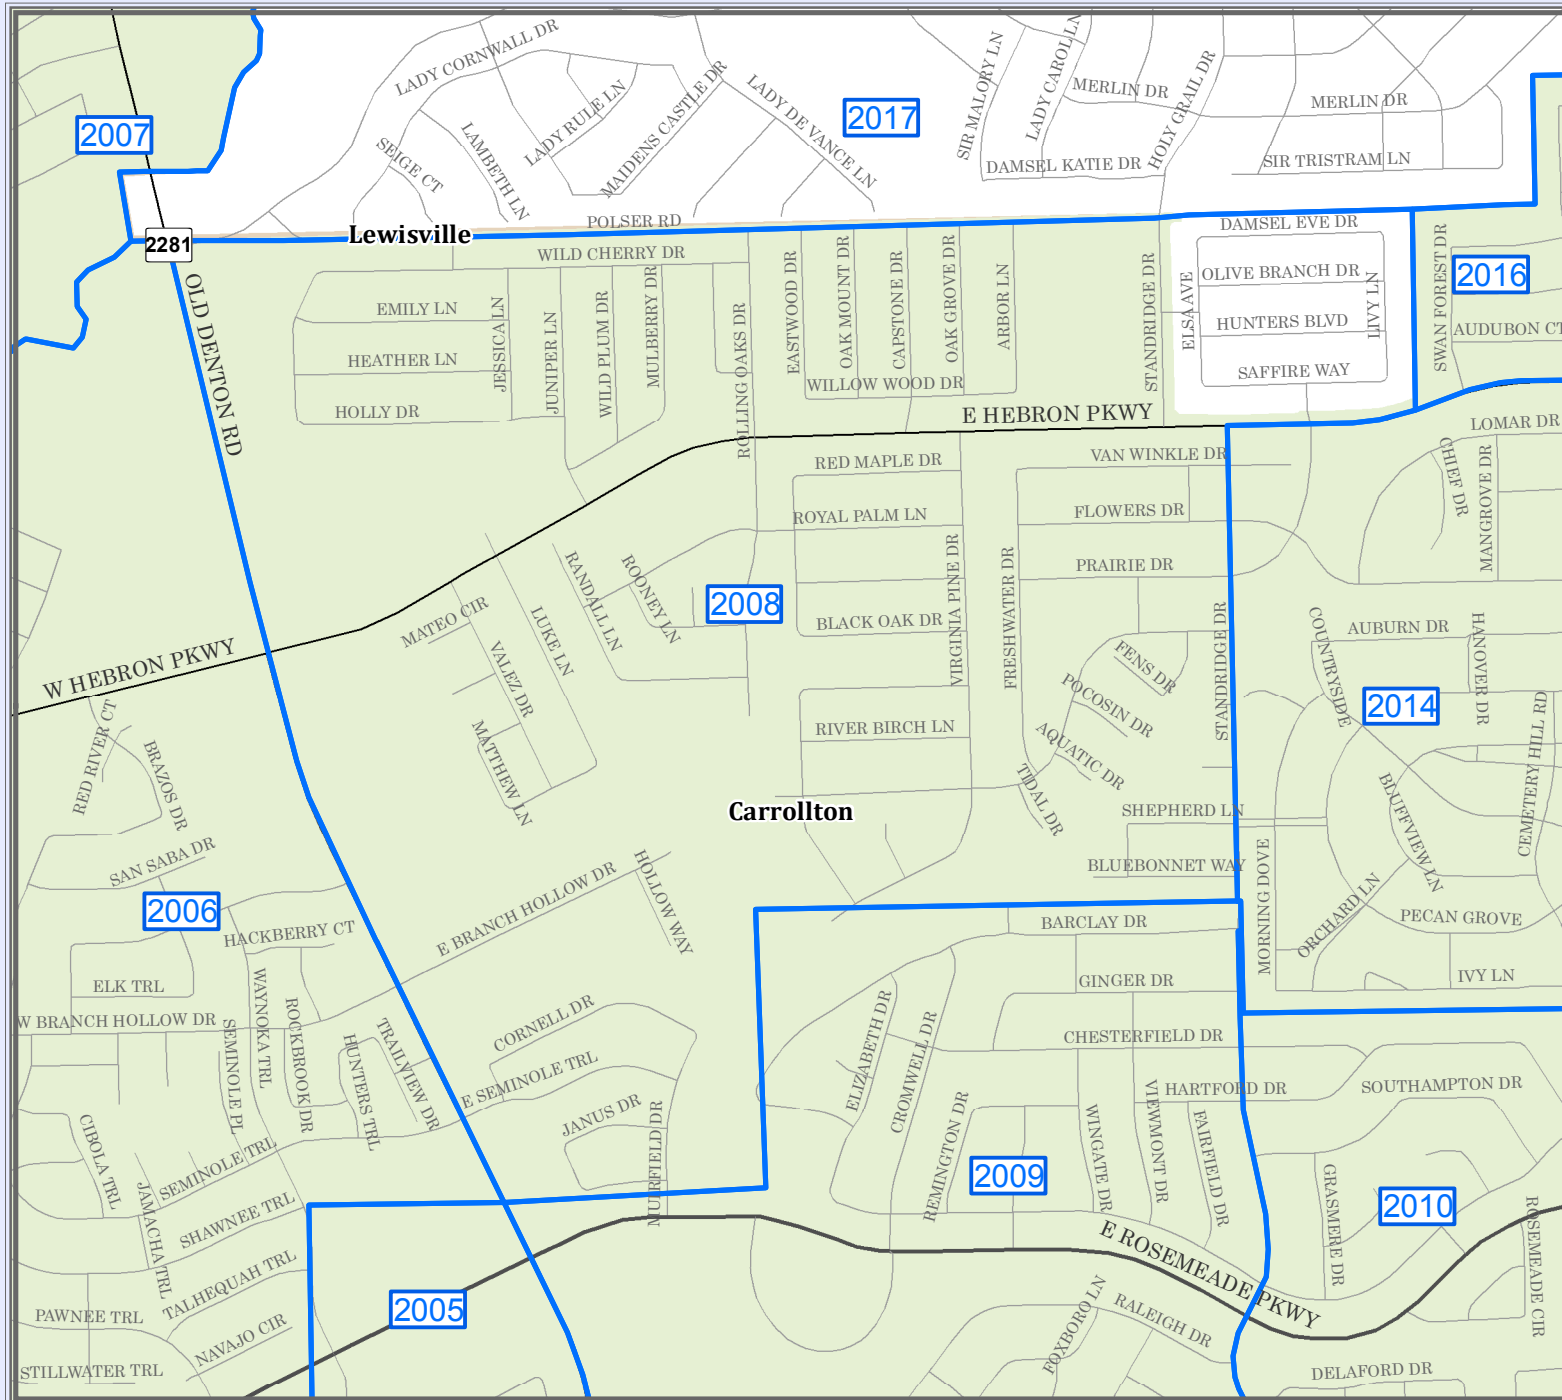 LADY CORNWALL DR
LADY RULE LN
MAIDENS CASTLE DR
LADY DE VANCE LN
2017
SIR MALORY LN
LADY CAROL LN
MERLIN DR
HOLY GRAIL DR
MERLIN DR
2007
SEIGE CT
LAMBETH LN
DAMSEL KATIE DR
SIR TRISTRAM LN
POLSER RD
Lewisville
2281
DAMSEL EVE DR
WILD CHERRY DR
OLD DENTON RD
EMILY LN
HEATHER LN
HOLLY DR
JESSICA LN
JUNIPER LN
WILD PLUM DR
MULBERRY DR
ROLLING OAKS DR
EASTWOOD DR
OAK MOUNT DR
CAPSTONE DR
OAK GROVE DR
ARBOR LN
WILLOW WOOD DR
STANDRIDGE DR
ELSA AVE
OLIVE BRANCH DR
HUNTERS BLVD
LIVY LN
SAFFIRE WAY
SWAN FOREST DR
2016
AUDUBON CT
E HEBRON PKWY
LOMAR DR
CHIEF DR
MANGROVE DR
RED MAPLE DR
VAN WINKLE DR
ROYAL PALM LN
FLOWERS DR
PRAIRIE DR
VIRGINIA PINE DR
FRESHWATER DR
RANDALL LN
ROONEY LN
2008
BLACK OAK DR
MATEO CIR
LUKE LN
VALEZ DR
MATTHEW LN
W HEBRON PKWY
FENS DR
POCOSIN DR
AQUATIC DR
TIDAL DR
STANDRIDGE DR
COUNTRYSIDE
AUBURN DR
HANOVER DR
2014
CEMETERY HILL RD
RIVER BIRCH LN
RED RIVER CT
BRAZOS DR
Carrollton
SHEPHERD LN
BLUEBONNET WAY
BLUFFVIEW LN
MORNING DOVE
ORCHARD LN
PECAN GROVE
IVY LN
SAN SABA DR
2006
HACKBERRY CT
E BRANCH HOLLOW DR
HOLLOW WAY
BARCLAY DR
GINGER DR
ELK TRL
W BRANCH HOLLOW DR
SEMINOLE PL
WAYNOKA TRL
ROCKBROOK DR
HUNTERS TRL
TRAILVIEW DR
CORNELL DR
E SEMINOLE TRL
JANUS DR
MUIRFIELD DR
ELIZABETH DR
CROMWELL DR
CHESTERFIELD DR
HARTFORD DR
SOUTHAMPTON DR
REMINGTON DR
2009
WINGATE DR
VIEWMONT DR
FAIRFIELD DR
GRASMERE DR
2010
ROSEMEADE CIR
CIBOLA TRL
SEMINOLE TRL
JAMACHA TRL
SHAWNEE TRL
TALHEQUAH TRL
E ROSEMEADE PKWY
2005
PAWNEE TRL
NAVAJO CIR
FOXBORO LN
RALEIGH DR
STILLWATER TRL
DELAFORD DR